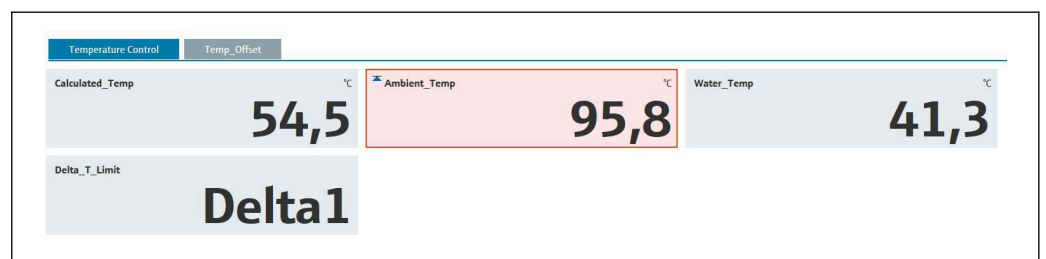 Temperature Control Temp_Offset
Calculated_Temp °C Ambient_Temp °C Water_Temp °C
54,5 95,8 41,3
Delta_T_Limit
Delta1